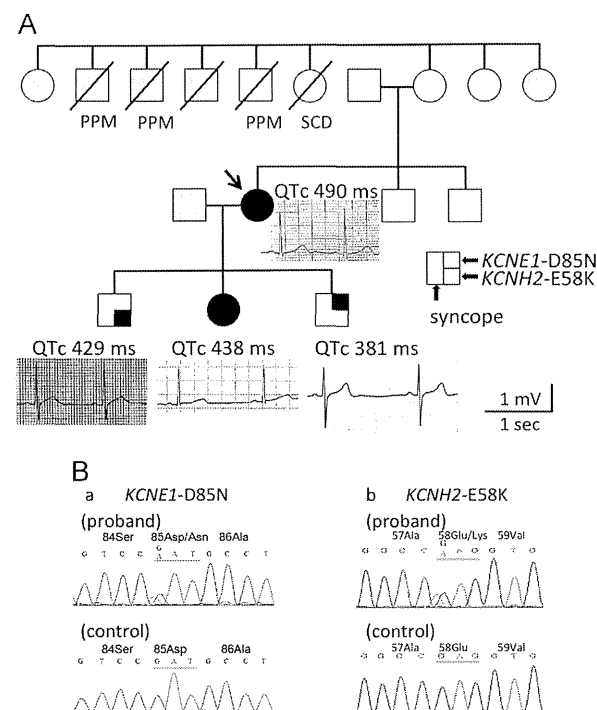 A
PPM PPM PPM SCD
QTc 490 ms
KCNE1-D85N
KCNH2-E58K
syncope
QTc 429 ms QTc 438 ms QTc 381 ms
1 mV
1 sec
B
a KCNE1-D85N
(proband)
84Ser 85Asp/Asn 86Ala
G
G T C C A A T G C C T
(control)
84Ser 85Asp 86Ala
G T C C G A T G C C T
b KCNH2-E58K
(proband)
57Ala 58Glu/Lys 59Val
(control)
57Ala 58Glu 59Val